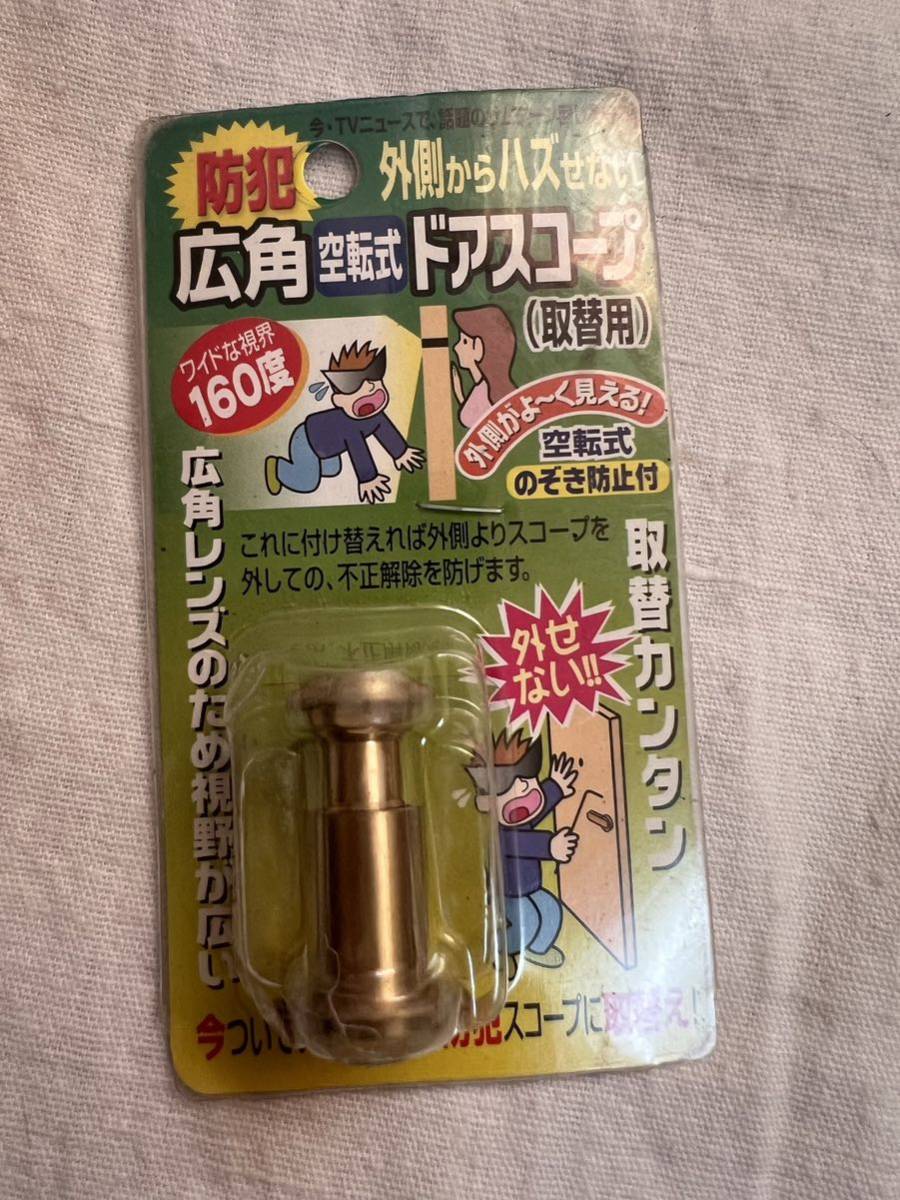 今・TVニュースで、話題の
防犯
外側からハズせない
広角 空転式 ドアスコープ
(取替用)
ワイドな視界
160度
外側がよ〜く見える!
空転式
のぞき防止付
広角レンズのため視野が広い
これに付け替えれば外側よりスコープを
外しての、不正解除を防げます。
取替カンタン
外せ
ない!!
今つい
防犯スコープに取替え!